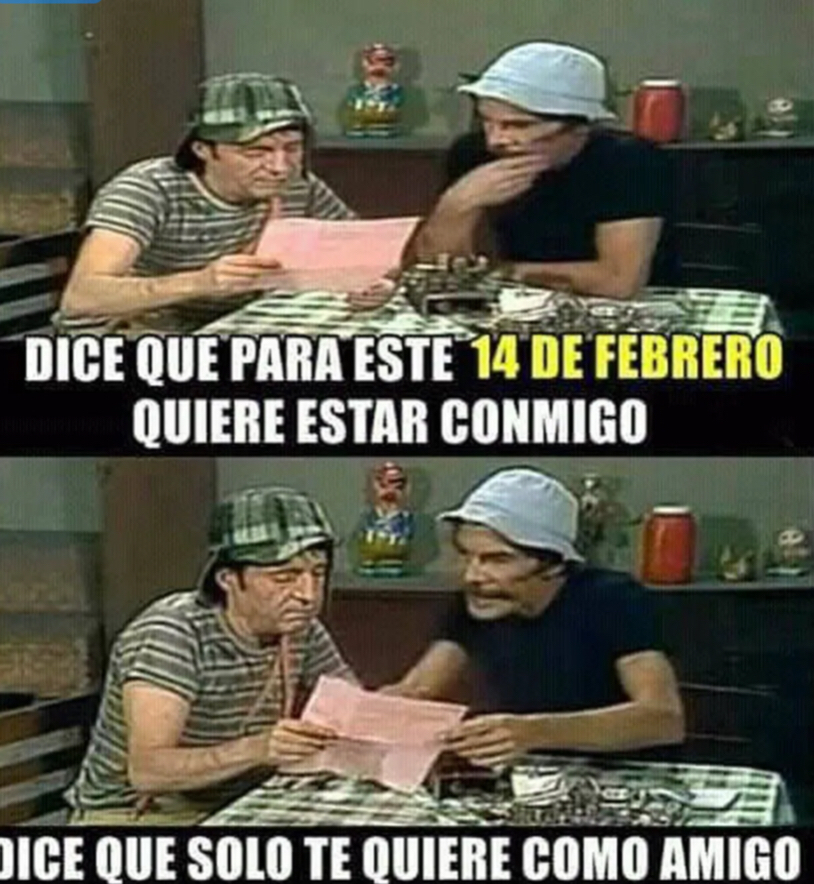 DICE QUE PARA ESTE 14 DE FEBRERO
QUIERE ESTAR CONMIGO
DICE QUE SOLO TE QUIERE COMO AMIGO